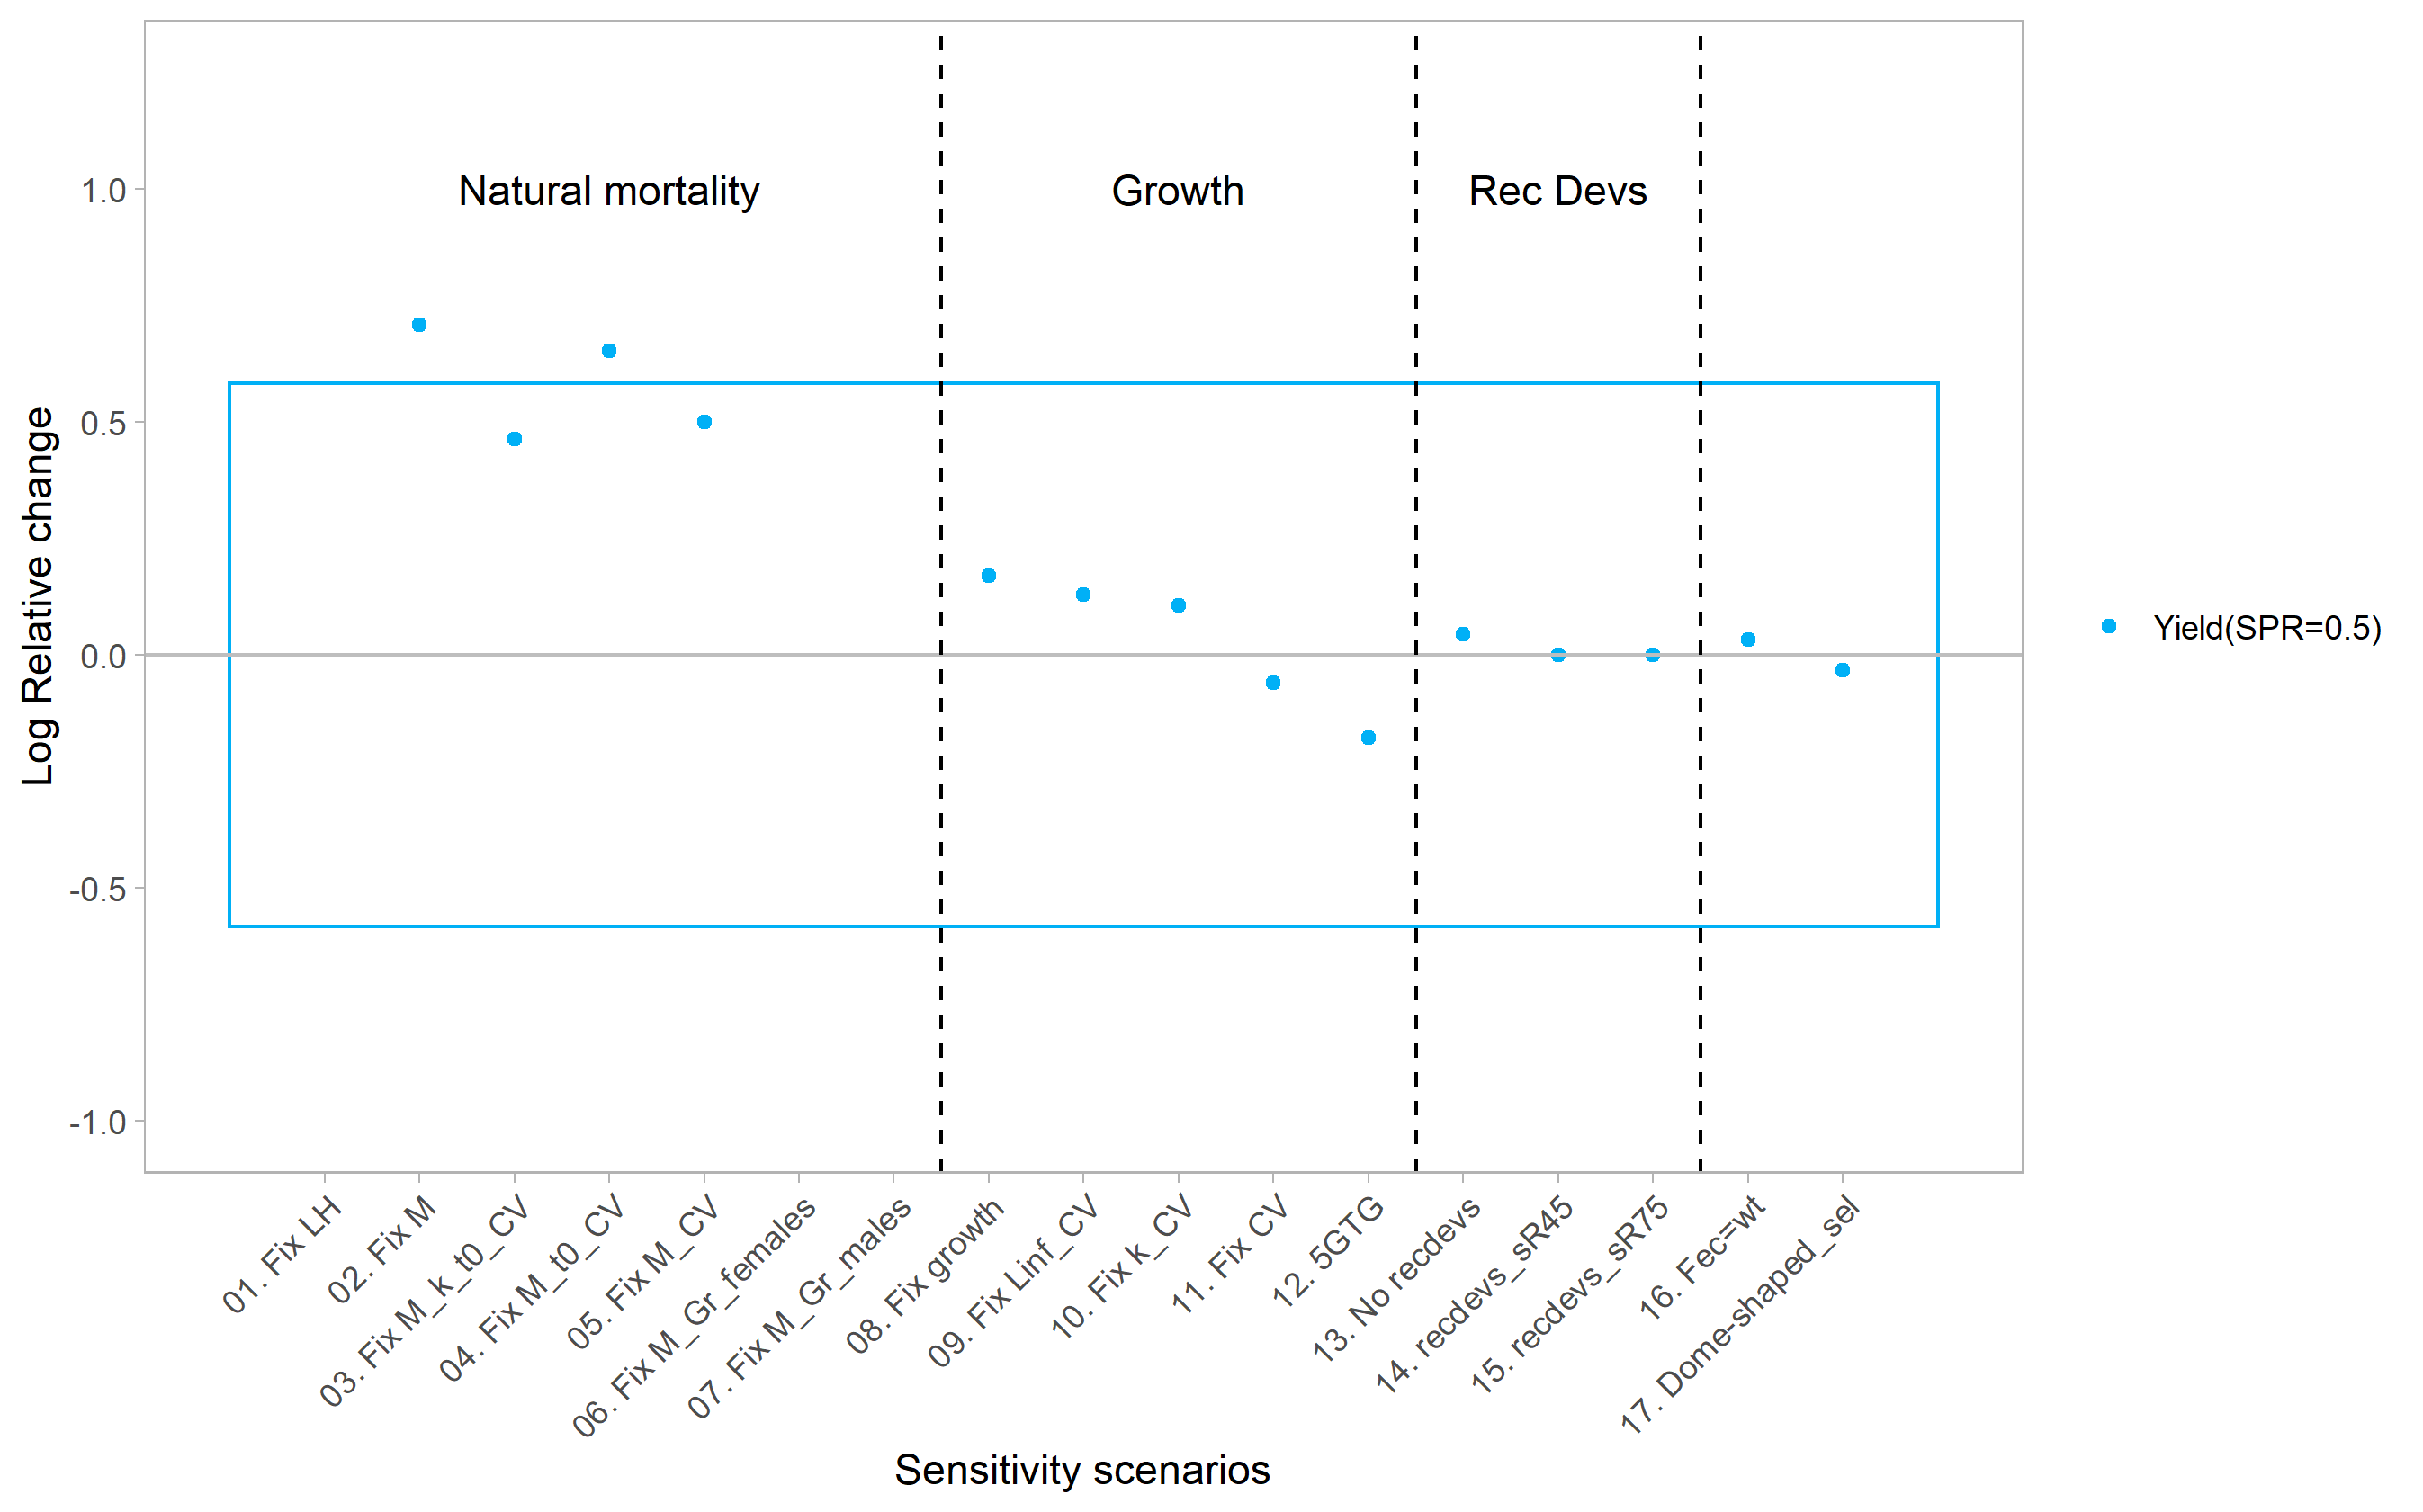 Natural mortality
Growth
Rec Devs
1.0
0.5
0.0
-0.5
-1.0
Log Relative change
Yield(SPR=0.5)
01. Fix LH
02. Fix M
03. Fix M_k_t0_CV
04. Fix M_t0_CV
05. Fix M_CV
06. Fix M_Gr_females
07. Fix M_Gr_males
08. Fix growth
09. Fix Linf_CV
10. Fix k_CV
11. Fix CV
12. 5GTG
13. No recdevs
14. recdevs_sR45
15. recdevs_sR75
16. Fec=wt
17. Dome-shaped_sel
Sensitivity scenarios